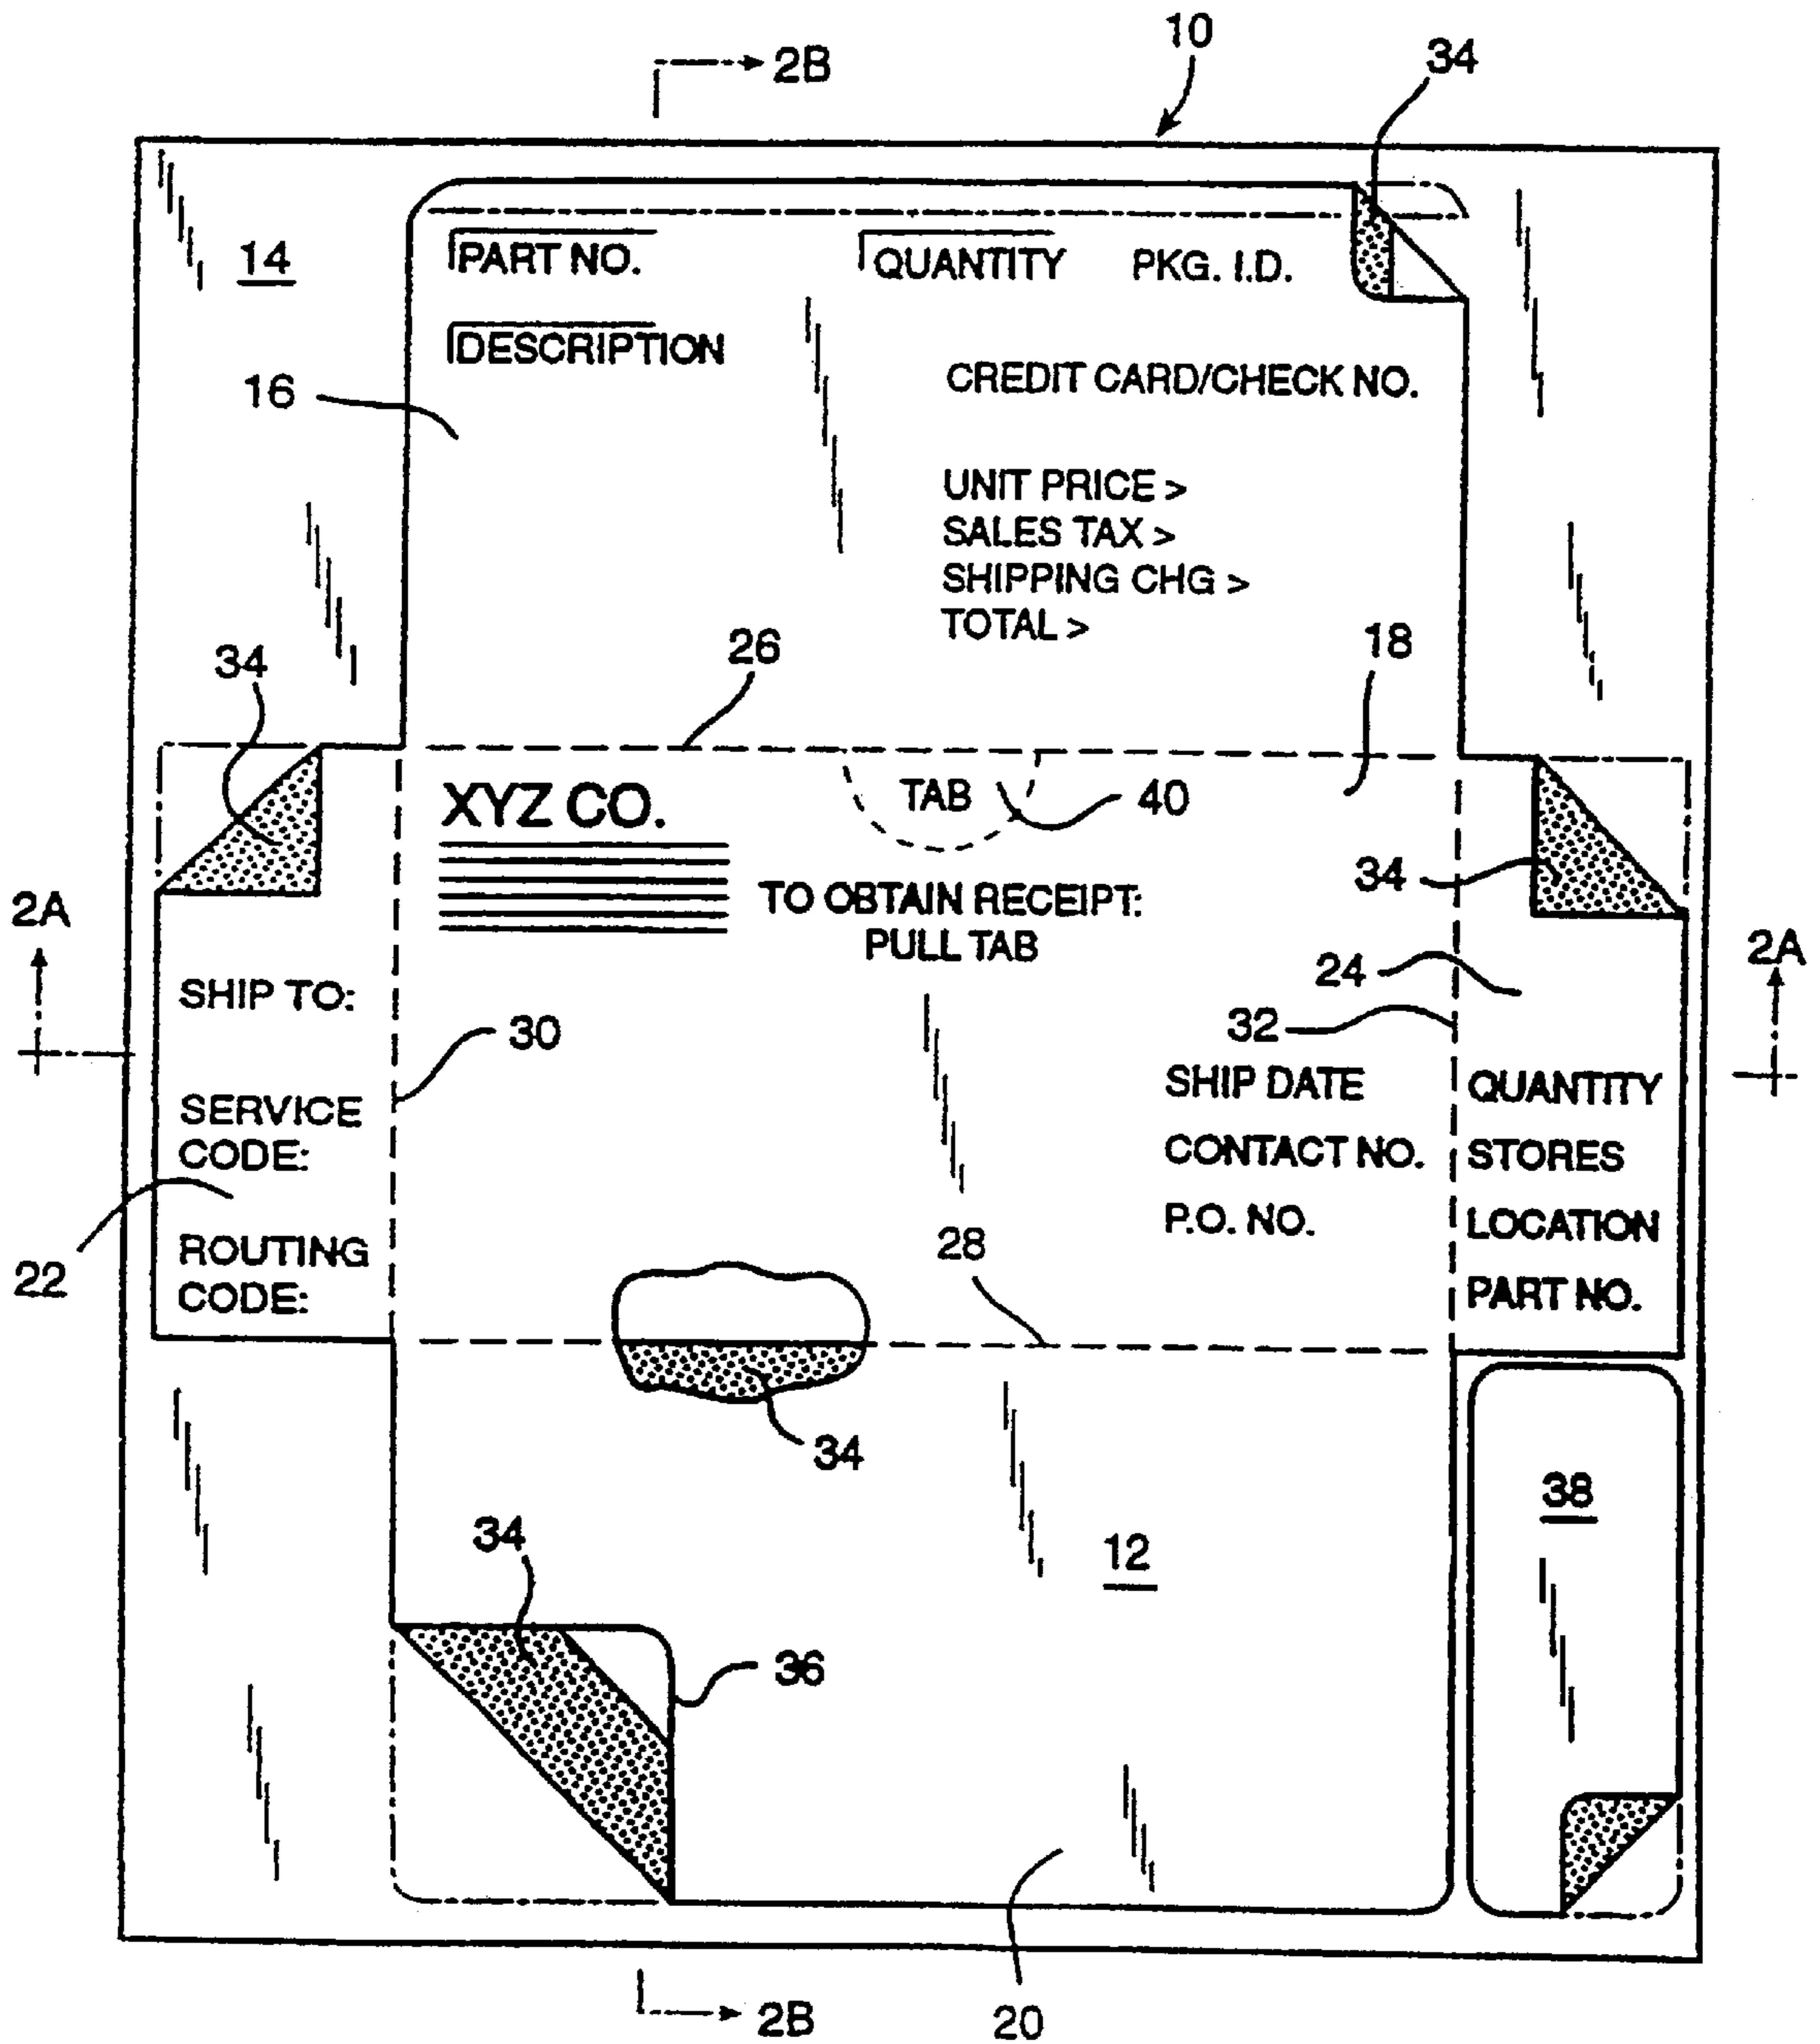 10
2B
34
14
PART NO.
QUANTITY
PKG. I.D.
DESCRIPTION
16
CREDIT CARD/CHECK NO.
UNIT PRICE >
SALES TAX >
SHIPPING CHG >
TOTAL >
34
26
18
XYZ CO.
TAB
40
34
TO OBTAIN RECEIPT:
PULL TAB
2A
2A
24
SHIP TO:
30
32
SHIP DATE
QUANTITY
SERVICE
CODE:
CONTACT NO.
STORES
22
P.O. NO.
LOCATION
ROUTING
CODE:
28
PART NO.
34
38
34
12
36
2B
20